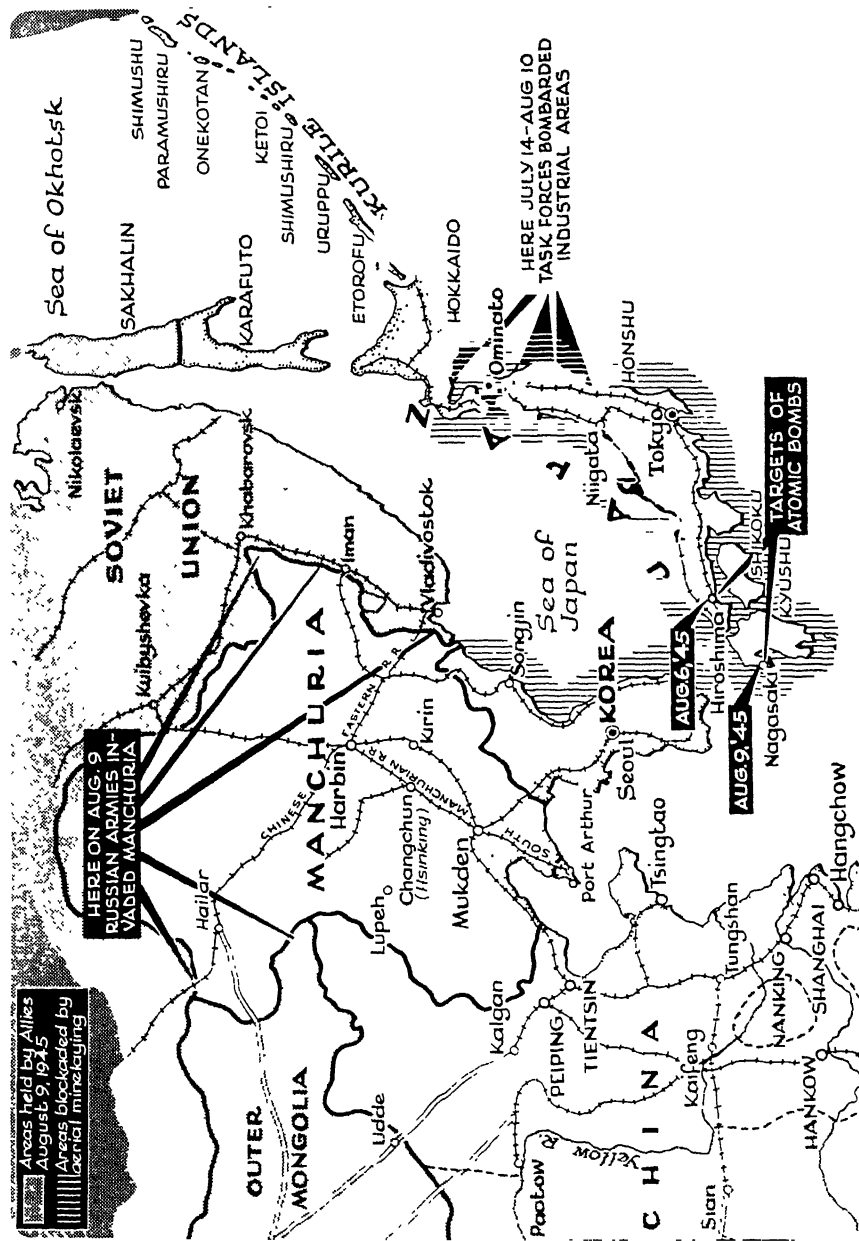 Areas held by Allies
August 9, 1945
Areas blockaded by
aerial minelaying
HERE ON AUG. 9
RUSSIAN ARMIES IN-
VADED MANCHURIA
SOVIET
UNION
Nikolaevsk
Kuibyshevka
Khabarovsk
Iman
Vladivostok
Sea of Okhotsk
SAKHALIN
KARAFUTO
SHIMUSHU
PARAMUSHIRU
ONEKOTAN
KETOI
SHIMUSHIRU
URUPPU
ETOROFU
KURILE ISLANDS
HOKKAIDO
HERE JULY 14-AUG 10
TASK FORCES BOMBARDED
INDUSTRIAL AREAS
Ominato
HONSHU
Niigata
Tokyo
JAPAN
Sea of
Japan
SHIKOKU
KYUSHU
TARGETS OF
ATOMIC BOMBS
AUG. 6, '45
Hiroshima
AUG. 9, '45
Nagasaki
OUTER
MONGOLIA
Hailar
MANCHURIA
CHINESE EASTERN R.R.
Harbin
Kirin
Changchun
(Hsinking)
SOUTH MANCHURIAN R.R.
Lupeh
Mukden
Songjin
KOREA
Seoul
Port Arthur
Udde
Kalgan
PEIPING
TIENTSIN
Tsingtao
Paotow
Yellow R.
CHINA
Kaifeng
Tungshan
Sian
NANKING
SHANGHAI
Hangchow
HANKOW